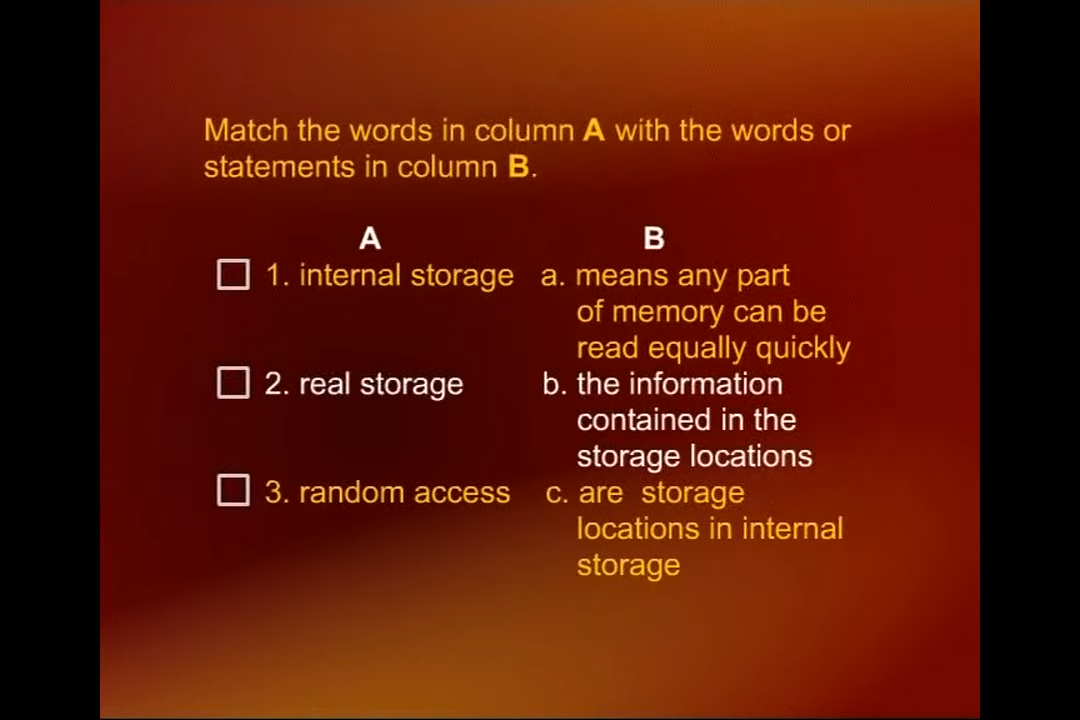 Match the words in column A with the words or
statements in column B.
A B
1. internal storage a. means any part
of memory can be
read equally quickly
2. real storage b. the information
contained in the
storage locations
3. random access c. are storage
locations in internal
storage